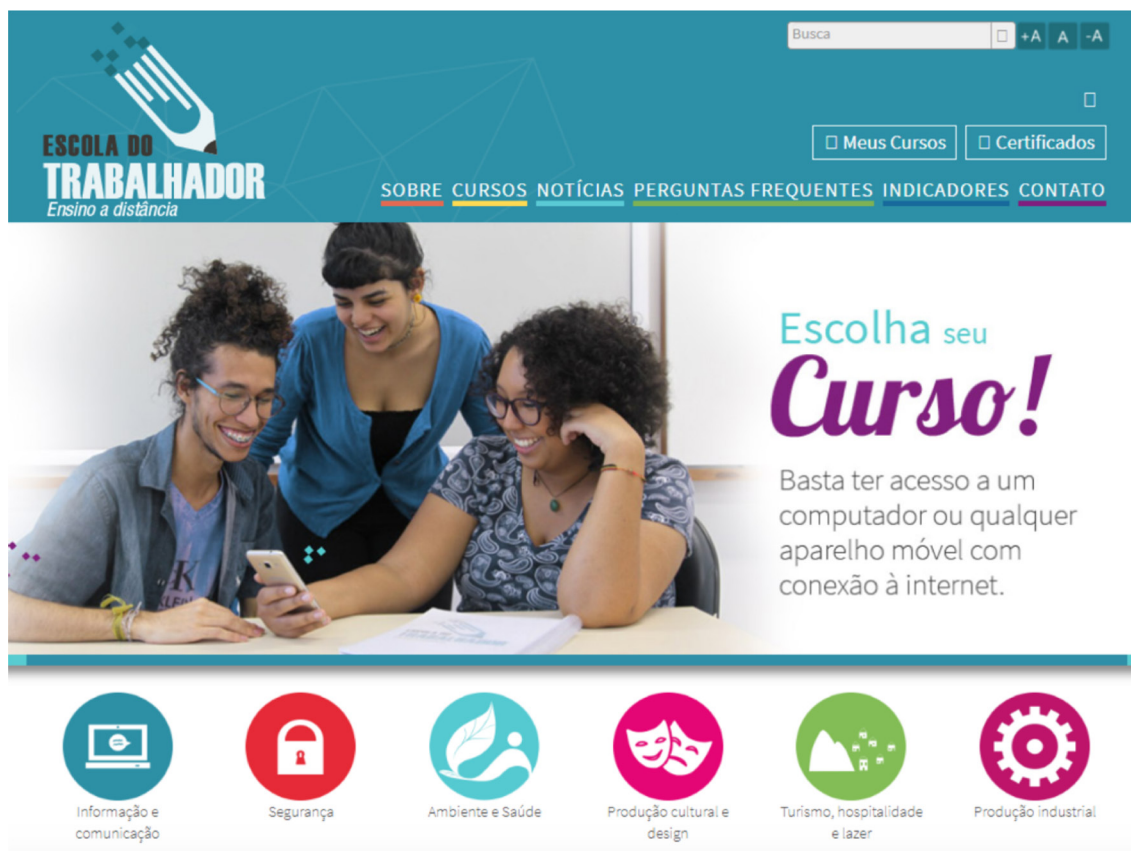 Busca
+A A -A
Meus Cursos Certificados
ESCOLA DO
TRABALHADOR
Ensino a distância
SOBRE CURSOS NOTÍCIAS PERGUNTAS FREQUENTES INDICADORES CONTATO
Escolha seu
Curso!
Basta ter acesso a um
computador ou qualquer
aparelho móvel com
conexão à internet.
Informação e
comunicação
Segurança
Ambiente e Saúde
Produção cultural e
design
Turismo, hospitalidade
e lazer
Produção industrial